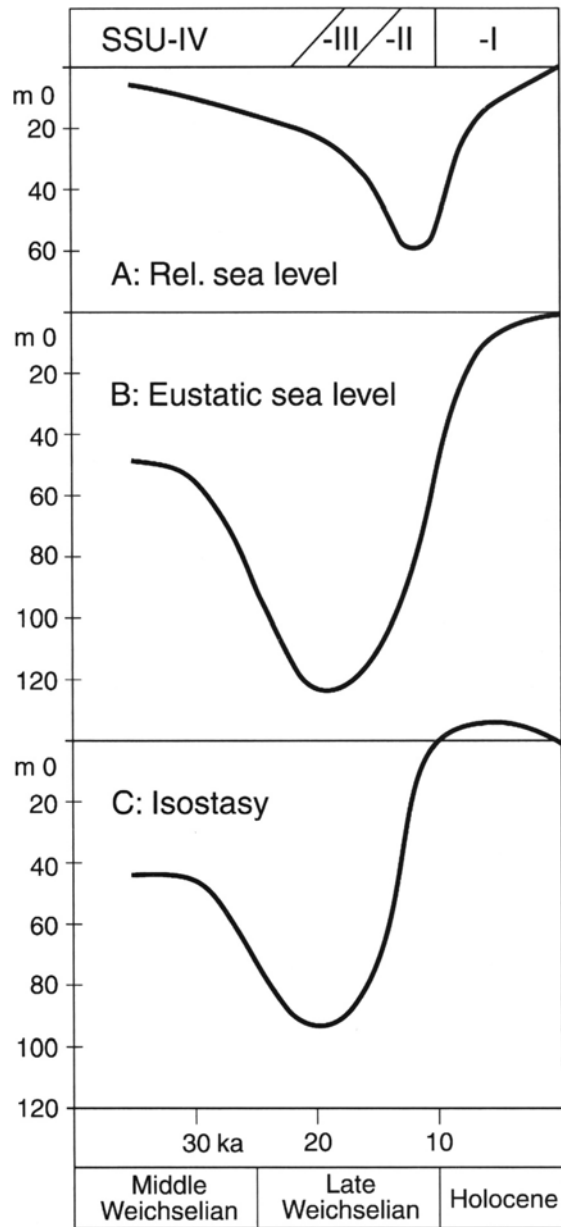 SSU-IV -III -II -I
m 0
20
40
60
A: Rel. sea level
m 0
20
B: Eustatic sea level
40
60
80
100
120
m 0
20
C: Isostasy
40
60
80
100
120
30 ka 20 10
Middle Weichselian
Late Weichselian
Holocene